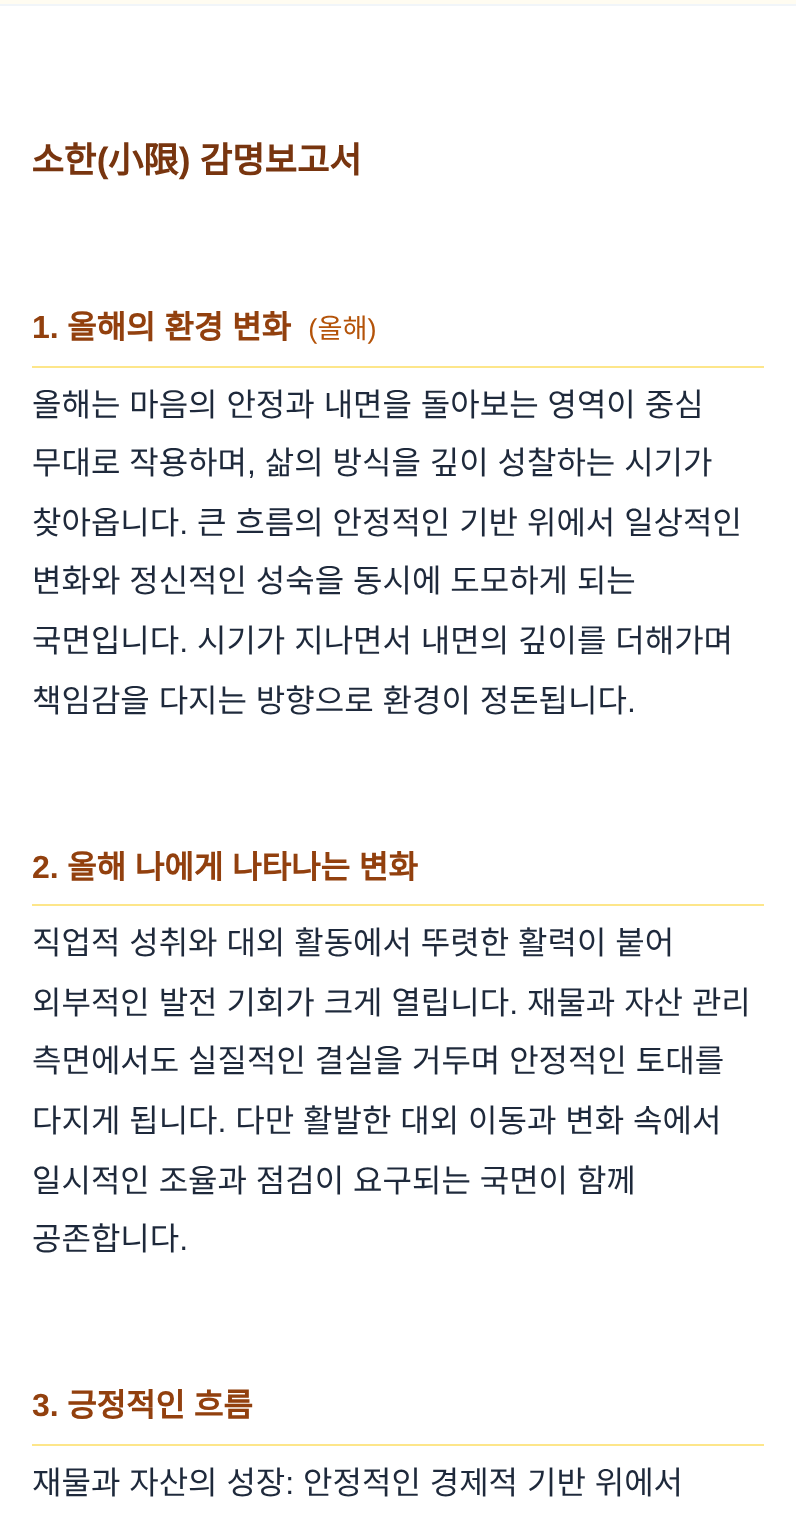 소한(小限) 감명보고서
1. 올해의 환경 변화 (올해)
올해는 마음의 안정과 내면을 돌아보는 영역이 중심
무대로 작용하며, 삶의 방식을 깊이 성찰하는 시기가
찾아옵니다. 큰 흐름의 안정적인 기반 위에서 일상적인
변화와 정신적인 성숙을 동시에 도모하게 되는
국면입니다. 시기가 지나면서 내면의 깊이를 더해가며
책임감을 다지는 방향으로 환경이 정돈됩니다.
2. 올해 나에게 나타나는 변화
직업적 성취와 대외 활동에서 뚜렷한 활력이 붙어
외부적인 발전 기회가 크게 열립니다. 재물과 자산 관리
측면에서도 실질적인 결실을 거두며 안정적인 토대를
다지게 됩니다. 다만 활발한 대외 이동과 변화 속에서
일시적인 조율과 점검이 요구되는 국면이 함께
공존합니다.
3. 긍정적인 흐름
재물과 자산의 성장: 안정적인 경제적 기반 위에서